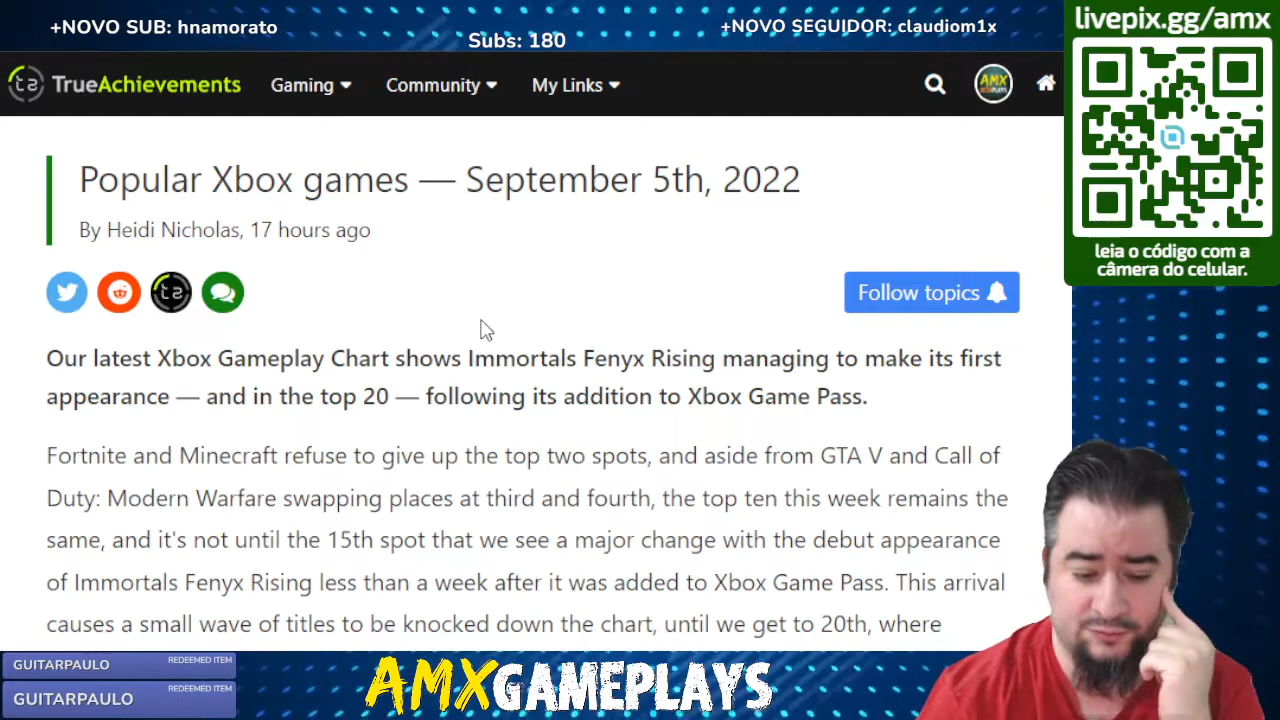 +NOVO SUB: hnamorato
Subs: 180
+NOVO SEGUIDOR: claudiom1x
livepix.gg/amx
TrueAchievements
Gaming
Community
My Links
AMX
leia o código com a
câmera do celular.
Popular Xbox games — September 5th, 2022
By Heidi Nicholas, 17 hours ago
Follow topics
Our latest Xbox Gameplay Chart shows Immortals Fenyx Rising managing to make its first
appearance — and in the top 20 — following its addition to Xbox Game Pass.
Fortnite and Minecraft refuse to give up the top two spots, and aside from GTA V and Call of
Duty: Modern Warfare swapping places at third and fourth, the top ten this week remains the
same, and it's not until the 15th spot that we see a major change with the debut appearance
of Immortals Fenyx Rising less than a week after it was added to Xbox Game Pass. This arrival
causes a small wave of titles to be knocked down the chart, until we get to 20th, where
GUITARPAULO
REDEEMED ITEM
GUITARPAULO
REDEEMED ITEM
AMXGAMEPLAYS